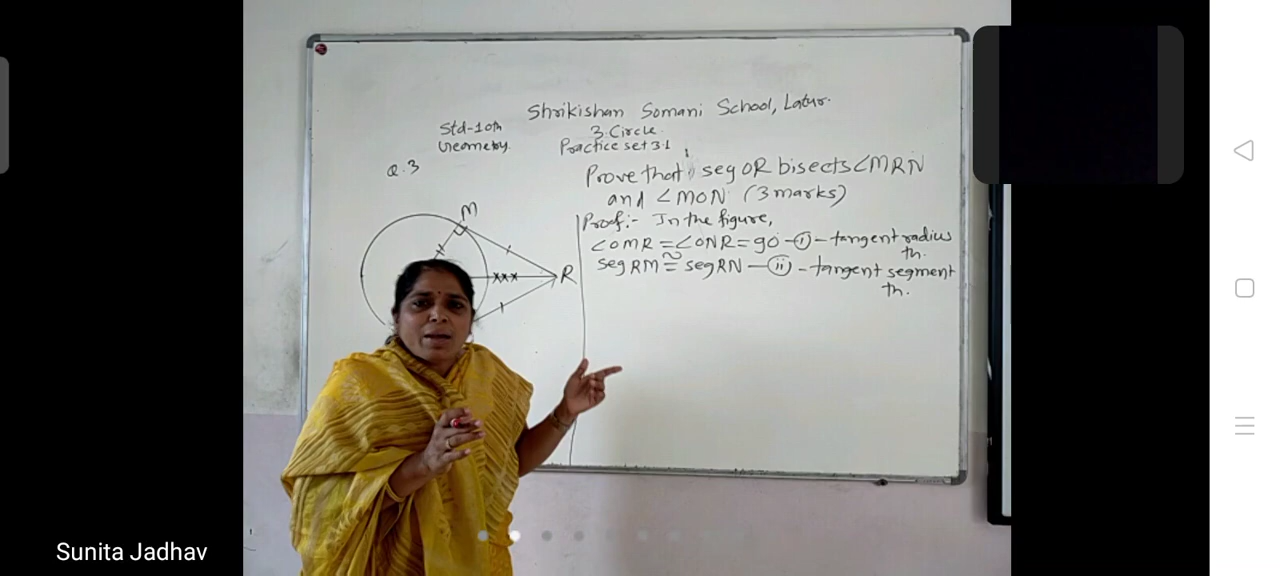 Shrikishan Somani School, Latur.
Std-10th
3. Circle
Geometry.
Practice set 3.1
Q.3
Prove that seg OR bisects ∠MRN
and ∠MON (3 marks)
Proof:- In the figure,
∠OMR = ∠ONR = 90 -(i) - tangent radius
th.
seg RM ≅ seg RN -(ii) - tangent segment
th.
M
R
Sunita Jadhav